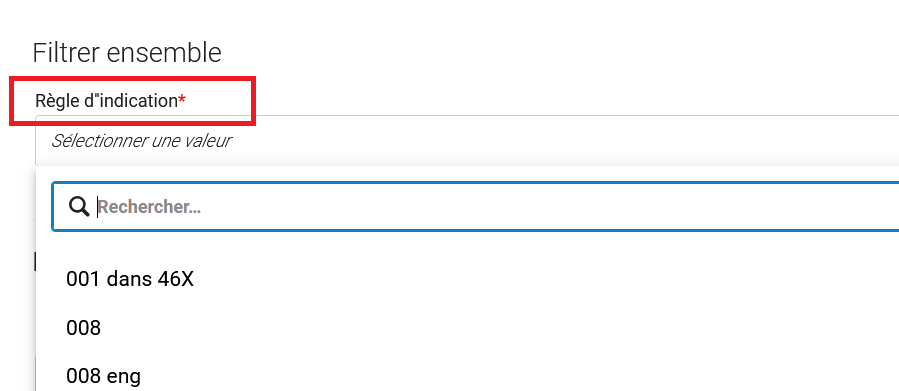 Filtrer ensemble
Règle d''indication*
Sélectionner une valeur
Rechercher...
001 dans 46X
008
008 eng